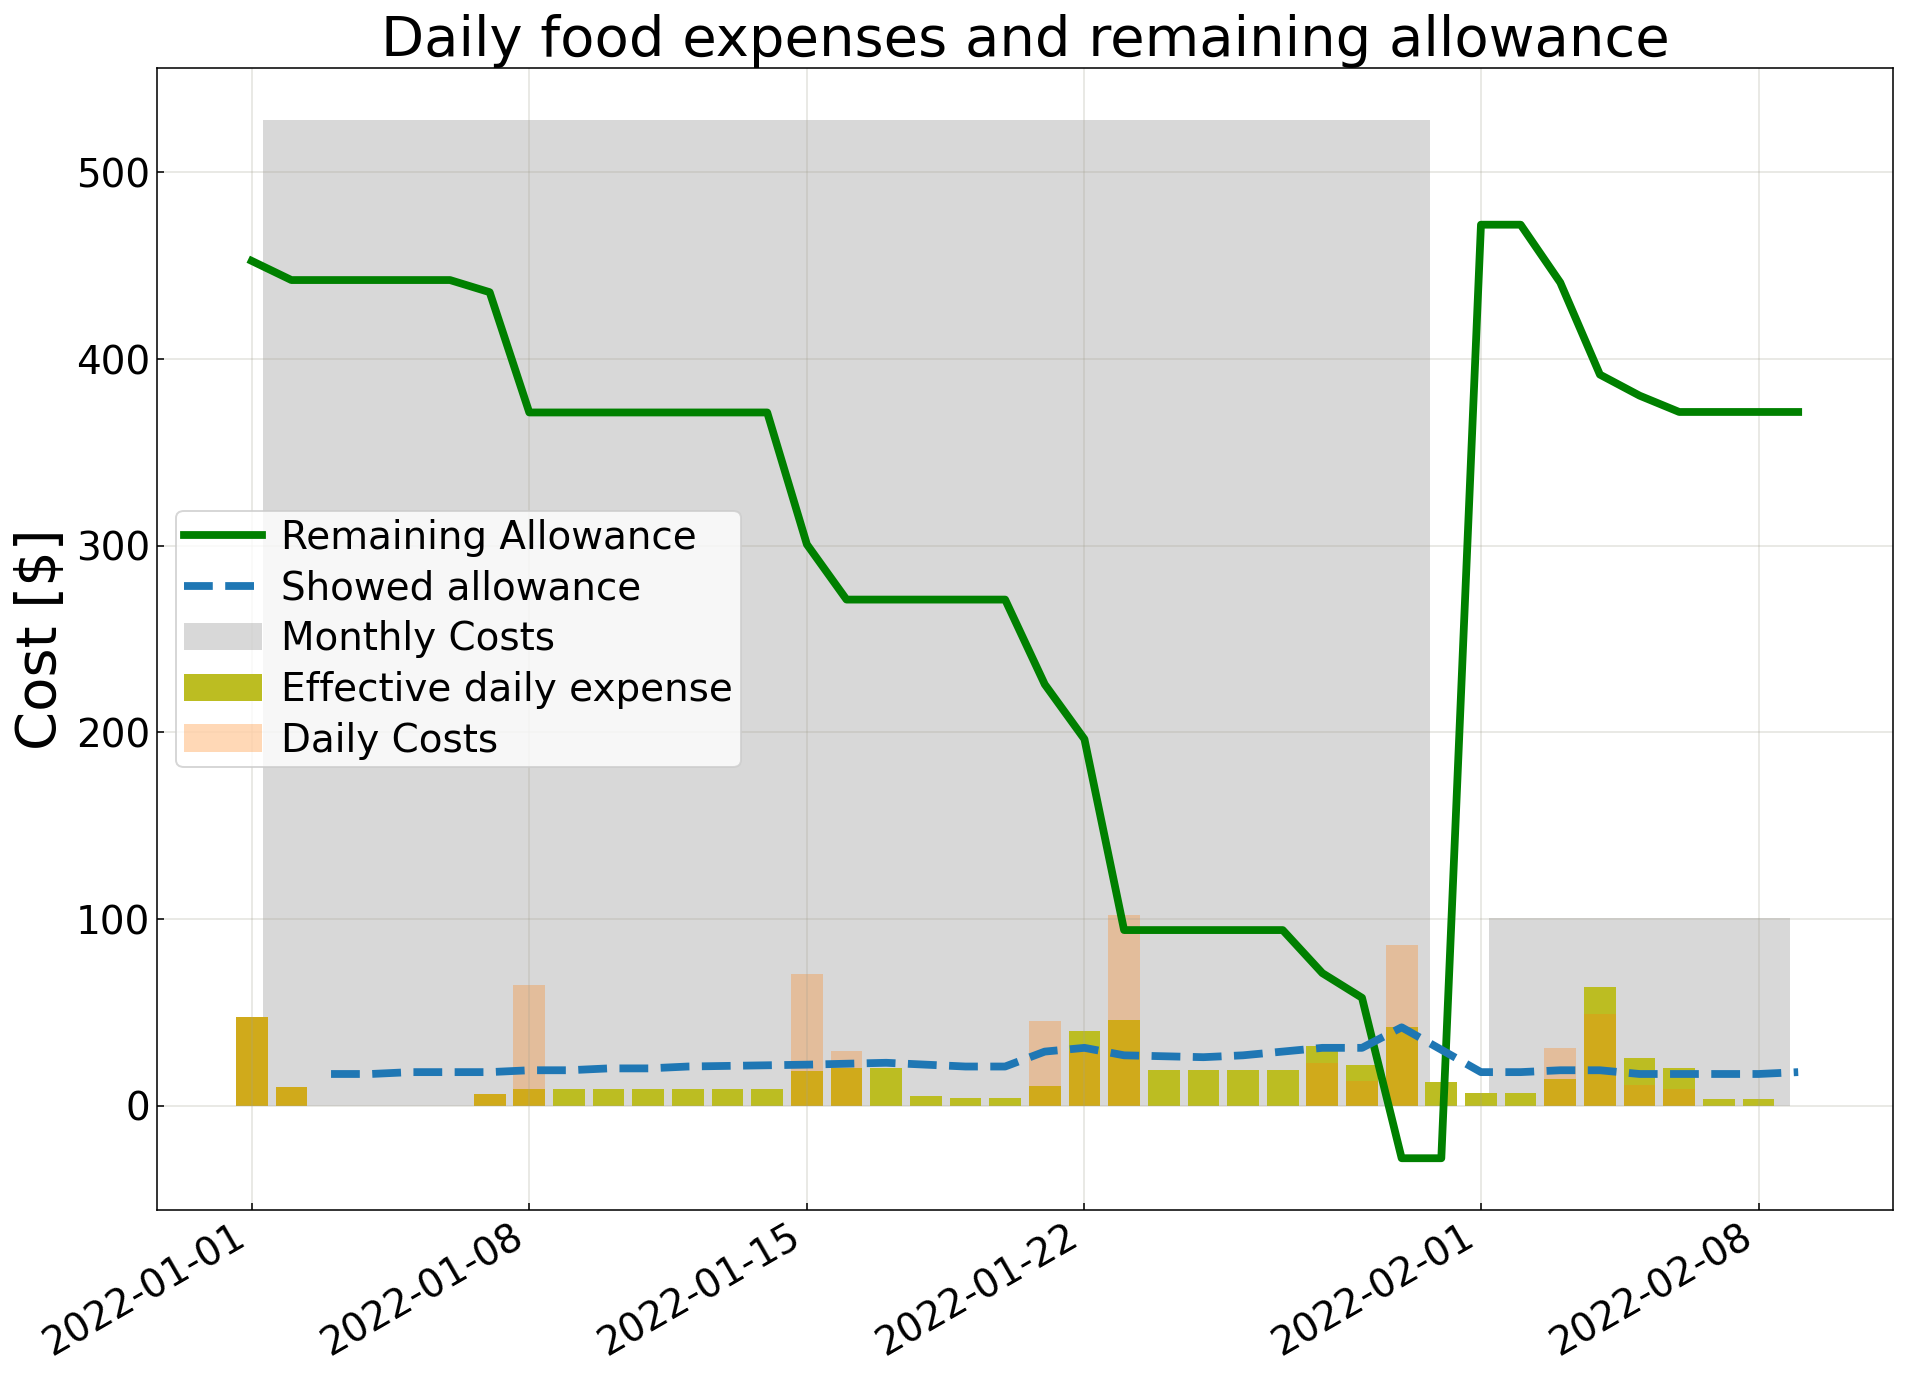 Daily food expenses and remaining allowance
Cost [$]
500
400
300
200
100
0
Remaining Allowance
Showed allowance
Monthly Costs
Effective daily expense
Daily Costs
2022-01-01
2022-01-08
2022-01-15
2022-01-22
2022-02-01
2022-02-08